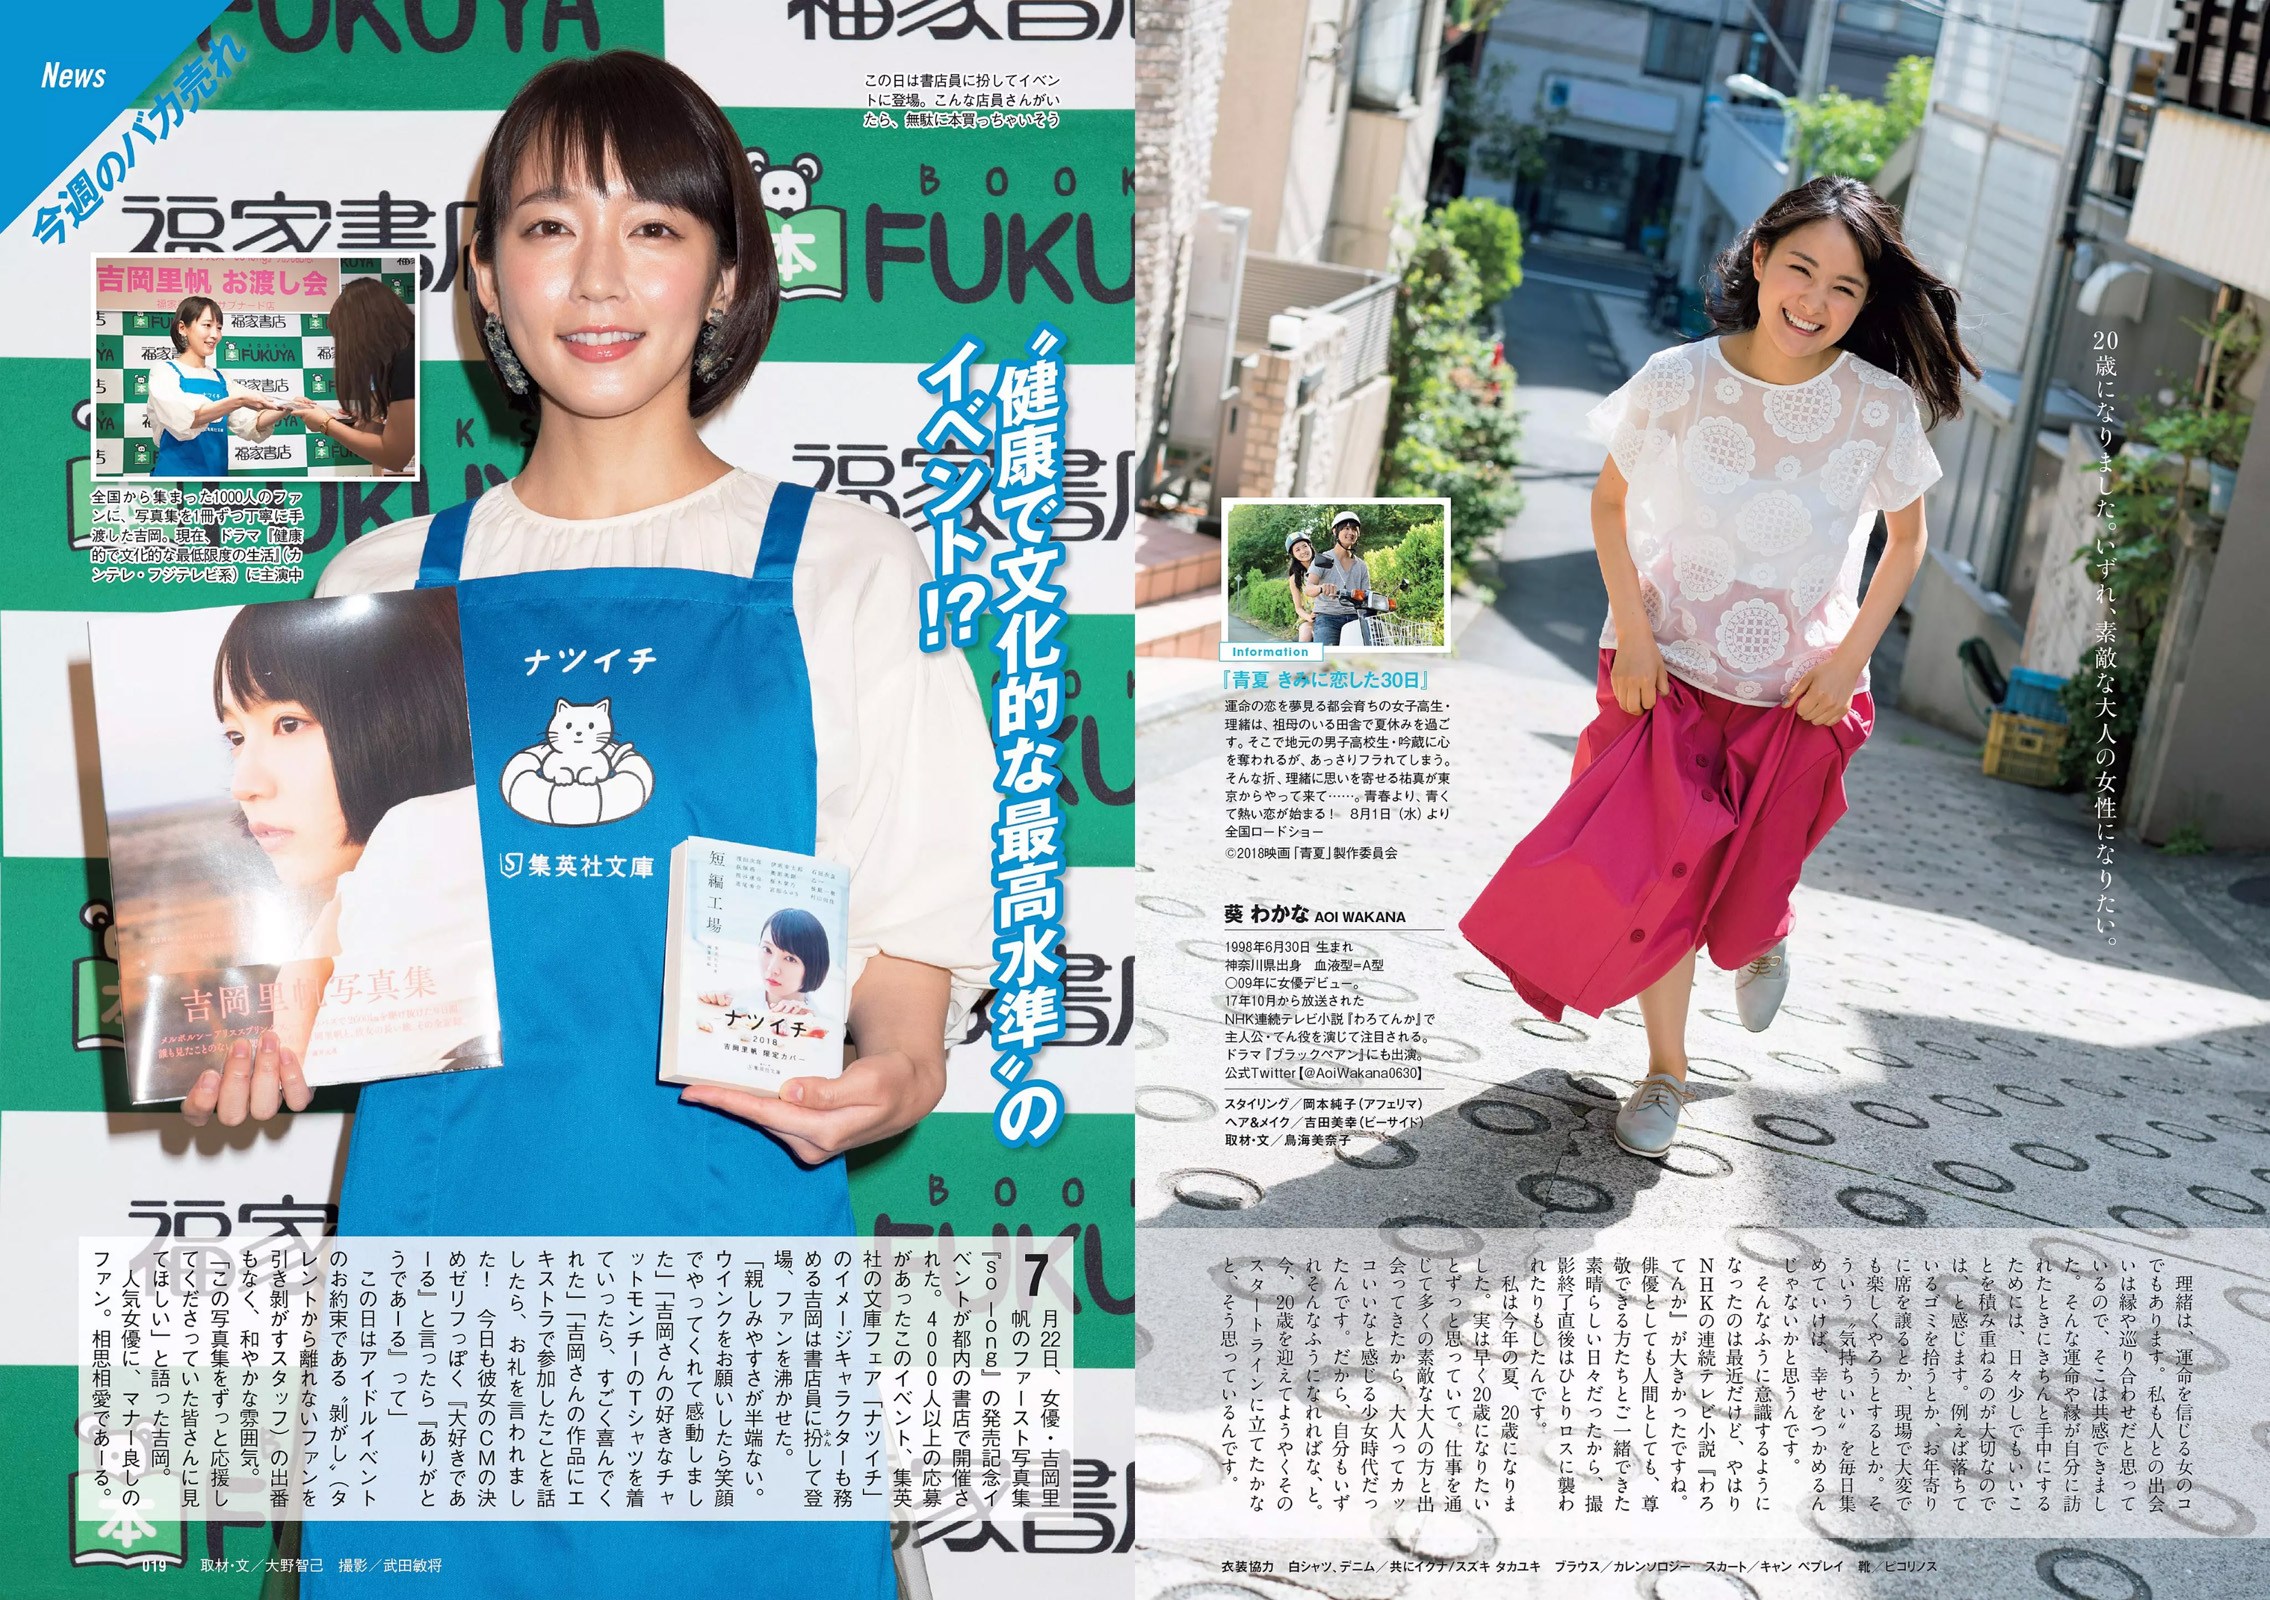 News
今週のバカ売れ
この日は書店員に扮してイベン
トに登場。こんな店員さんがい
たら、無駄に本買っちゃいそう
FUKUYA
福家書店
BOOKS
FUKUYA
本
吉岡里帆 お渡し会
福家書店
FUKUYA
全国から集まった1000人のファ
ンに、写真集を1冊ずつ丁寧に手
渡した吉岡。現在、ドラマ『健康
的で文化的な最低限度の生活』(カ
ンテレ・フジテレビ系)に主演中
〝健康で文化的な最高水準〟の
イベント!?
ナツイチ
集英社文庫
吉岡里帆写真集
短編工場
ナツイチ
2018
吉岡里帆 限定カバー
集英社文庫
7月22日、女優・吉岡里
帆のファースト写真集
『so long』の発売記念イ
ベントが都内の書店で開催さ
れた。4000人以上の応募
があったこのイベント、集英
社の文庫フェア「ナツイチ」
のイメージキャラクターも務
める吉岡は書店員に扮して登
ふん
場、ファンを沸かせた。
「親しみやすさが半端ない。
ウインクをお願いしたら笑顔
でやってくれて感動しまし
た」「吉岡さんの好きなチャ
ットモンチーのTシャツを着
ていったら、すごく喜んでく
れた」「吉岡さんの作品にエ
キストラで参加したことを話
したら、お礼を言われまし
た! 今日も彼女のCMの決
めゼリフっぽく『大好きであ
ーる』と言ったら『ありがと
うであーる』って」
この日はアイドルイベント
のお約束である〝剝がし〟(タ
レントから離れないファンを
引き剝がすスタッフ)の出番
もなく、和やかな雰囲気。
「この写真集をずっと応援し
てくださっていた皆さんに見
てほしい」と語った吉岡。
人気女優に、マナー良しの
ファン。相思相愛であーる。
019
取材・文/大野智己 撮影/武田敏将
20歳になりました。いずれ、素敵な大人の女性になりたい。
Information
『青夏 きみに恋した30日』
運命の恋を夢見る都会育ちの女子高生・
理緒は、祖母のいる田舎で夏休みを過ご
す。そこで地元の男子高校生・吟蔵に心
を奪われるが、あっさりフラれてしまう。
そんな折、理緒に思いを寄せる祐真が東
京からやって来て……。青春より、青く
て熱い恋が始まる! 8月1日(水)より
全国ロードショー
©2018映画「青夏」製作委員会
葵 わかな AOI WAKANA
1998年6月30日 生まれ
神奈川県出身 血液型=A型
○09年に女優デビュー。
17年10月から放送された
NHK連続テレビ小説『わろてんか』で
主人公・てん役を演じて注目される。
ドラマ『ブラックペアン』にも出演。
公式Twitter【@AoiWakana0630】
スタイリング/岡本純子(アフェリマ)
ヘア&メイク/吉田美幸(ビーサイド)
取材・文/鳥海美奈子
理緒は、運命を信じる女のコ
でもあります。私も人との出会
いは縁や巡り合わせだと思って
いるので、そこは共感できまし
た。そんな運命や縁が自分に訪
れたときにきちんと手中にする
ためには、日々少しでもいいこ
とを積み重ねるのが大切なので
は、と感じます。例えば落ちて
いるゴミを拾うとか、お年寄り
に席を譲るとか、現場で大変で
も楽しくやろうとするとか。そ
ういう〝気持ちいい〟を毎日集
めていけば、幸せをつかめるん
じゃないかと思うんです。
そんなふうに意識するように
なったのは最近だけど、やはり
NHKの連続テレビ小説『わろ
てんか』が大きかったですね。
俳優としても人間としても、尊
敬できる方たちとご一緒できた
素晴らしい日々だったから、撮
影終了直後はひとりロスに襲わ
れたりもしたんです。
私は今年の夏、20歳になりま
した。実は早く20歳になりたい
とずっと思っていて。仕事を通
じて多くの素敵な大人の方と出
会ってきたから、大人ってカッ
コいいなと感じる少女時代だっ
たんです。だから、自分もいず
れそんなふうになれればな、と。
今、20歳を迎えてようやくその
スタートラインに立てたかな
と、そう思っているんです。
衣装協力 白シャツ、デニム/共にイクナ/スズキ タカユキ ブラウス/カレンソロジー スカート/キャン ペプレイ 靴/ピコリノス